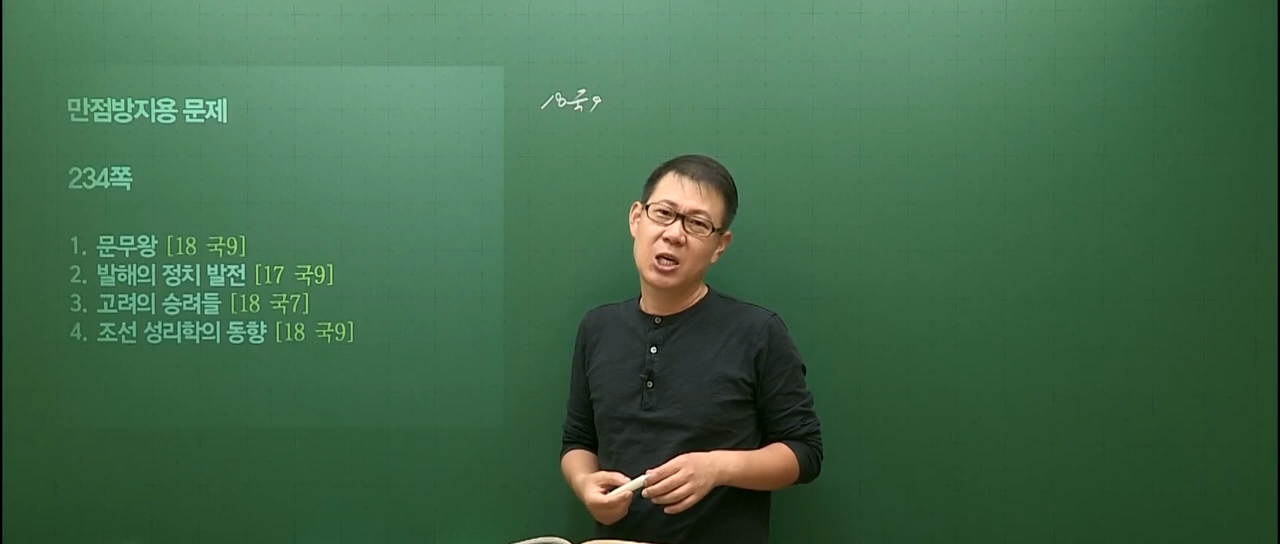 만점방지용 문제
234쪽
1. 문무왕 [18 국9]
2. 발해의 정치 발전 [17 국9]
3. 고려의 승려들 [18 국7]
4. 조선 성리학의 동향 [18 국9]
18국9